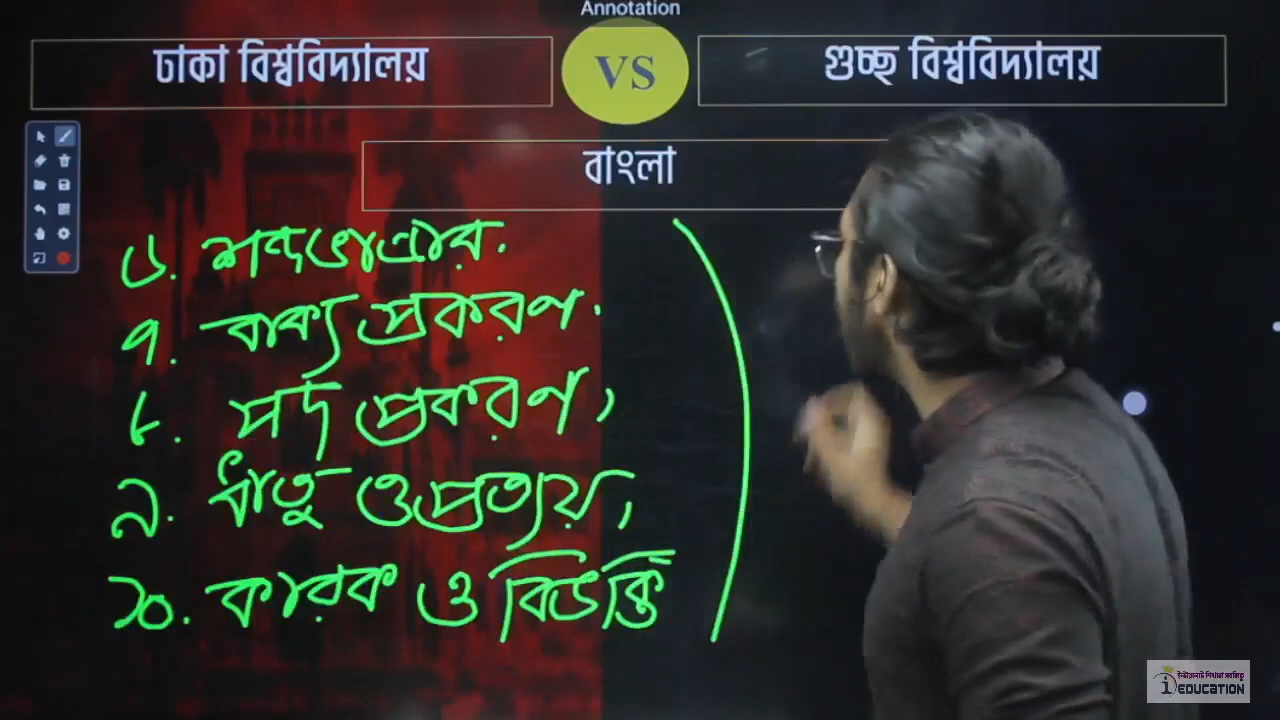 Annotation
ঢাকা বিশ্ববিদ্যালয়
VS
গুচ্ছ বিশ্ববিদ্যালয়
বাংলা
৬. শব্দভাণ্ডার.
৭. বাক্য প্রকরণ.
৮. পদ প্রকরণ,
৯. ধাতু ও প্রত্যয়,
১০. কারক ও বিভক্তি
EDUCATION